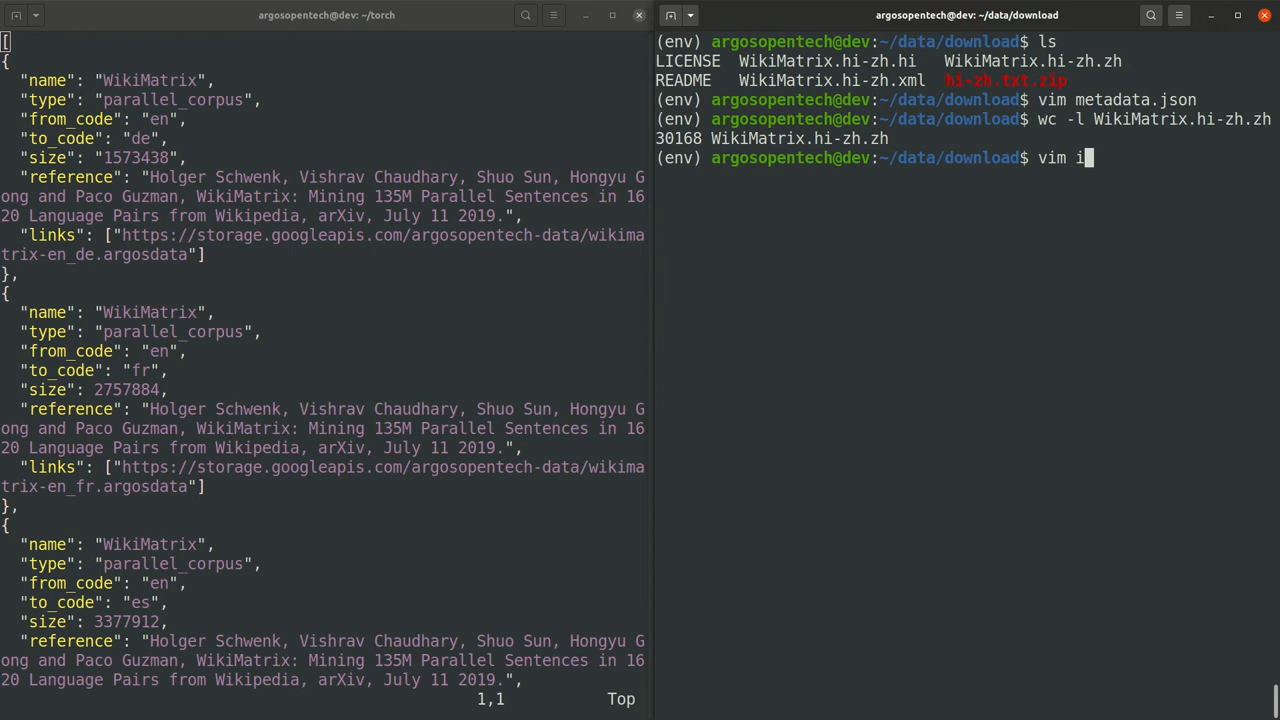 argosopentech@dev: ~/torch
[
{
"name": "WikiMatrix",
"type": "parallel_corpus",
"from_code": "en",
"to_code": "de",
"size": "1573438",
"reference": "Holger Schwenk, Vishrav Chaudhary, Shuo Sun, Hongyu G
ong and Paco Guzman, WikiMatrix: Mining 135M Parallel Sentences in 16
20 Language Pairs from Wikipedia, arXiv, July 11 2019.",
"links": ["https://storage.googleapis.com/argosopentech-data/wikima
trix-en_de.argosdata"]
},
{
"name": "WikiMatrix",
"type": "parallel_corpus",
"from_code": "en",
"to_code": "fr",
"size": 2757884,
"reference": "Holger Schwenk, Vishrav Chaudhary, Shuo Sun, Hongyu G
ong and Paco Guzman, WikiMatrix: Mining 135M Parallel Sentences in 16
20 Language Pairs from Wikipedia, arXiv, July 11 2019.",
"links": ["https://storage.googleapis.com/argosopentech-data/wikima
trix-en_fr.argosdata"]
},
{
"name": "WikiMatrix",
"type": "parallel_corpus",
"from_code": "en",
"to_code": "es",
"size": 3377912,
"reference": "Holger Schwenk, Vishrav Chaudhary, Shuo Sun, Hongyu G
ong and Paco Guzman, WikiMatrix: Mining 135M Parallel Sentences in 16
20 Language Pairs from Wikipedia, arXiv, July 11 2019.",
1,1 Top
argosopentech@dev: ~/data/download
(env) argosopentech@dev:~/data/download$ ls
LICENSE WikiMatrix.hi-zh.hi WikiMatrix.hi-zh.zh
README WikiMatrix.hi-zh.xml hi-zh.txt.zip
(env) argosopentech@dev:~/data/download$ vim metadata.json
(env) argosopentech@dev:~/data/download$ wc -l WikiMatrix.hi-zh.zh
30168 WikiMatrix.hi-zh.zh
(env) argosopentech@dev:~/data/download$ vim i